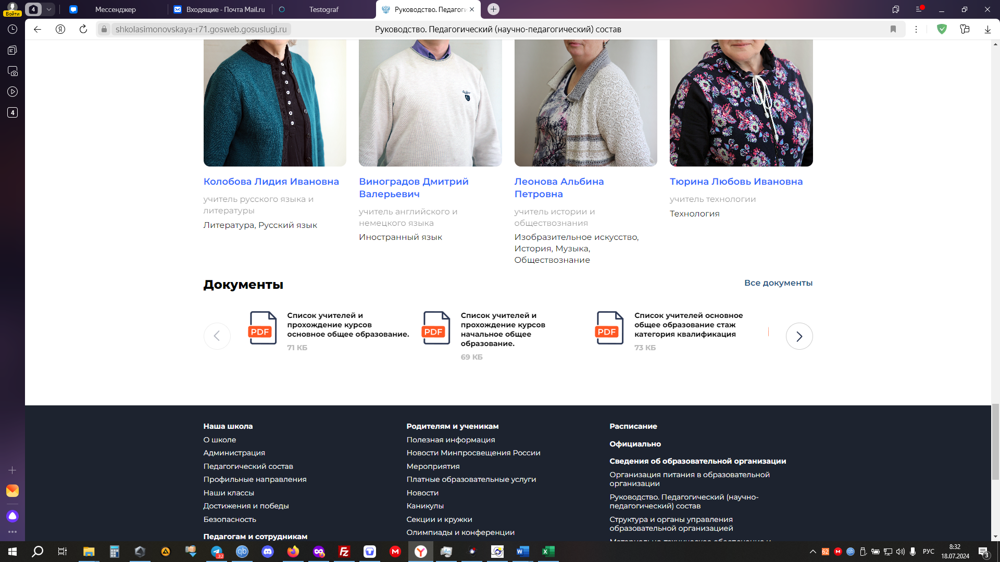 4
Мессенджер
Входящие - Почта Mail.ru
Testograf
Руководство. Педагоги
Войти
shkolasimonovskaya-r71.gosweb.gosuslugi.ru
Руководство. Педагогический (научно-педагогический) состав
4
Колобова Лидия Ивановна
учитель русского языка и
литературы
Литература, Русский язык
Виноградов Дмитрий
Валерьевич
учитель английского и
немецкого языка
Иностранный язык
Леонова Альбина
Петровна
учитель истории и
обществознания
Изобразительное искусство,
История, Музыка,
Обществознание
Тюрина Любовь Ивановна
учитель технологии
Технология
Документы
Все документы
PDF
Список учителей и
прохождение курсов
основное общее образование.
71 КБ
PDF
Список учителей и
прохождение курсов
начальное общее
образование.
69 КБ
PDF
Список учителей основное
общее образование стаж
категория квалификация
73 КБ
Наша школа
О школе
Администрация
Педагогический состав
Профильные направления
Наши классы
Достижения и победы
Безопасность
Педагогам и сотрудникам
Родителям и ученикам
Полезная информация
Новости Минпросвещения России
Мероприятия
Платные образовательные услуги
Новости
Каникулы
Секции и кружки
Олимпиады и конференции
Расписание
Официально
Сведения об образовательной организации
Организация питания в образовательной
организации
Руководство. Педагогический (научно-
педагогический) состав
Структура и органы управления
образовательной организацией
Материально-техническое обеспечение и
62
РУС
8:32
18.07.2024
3